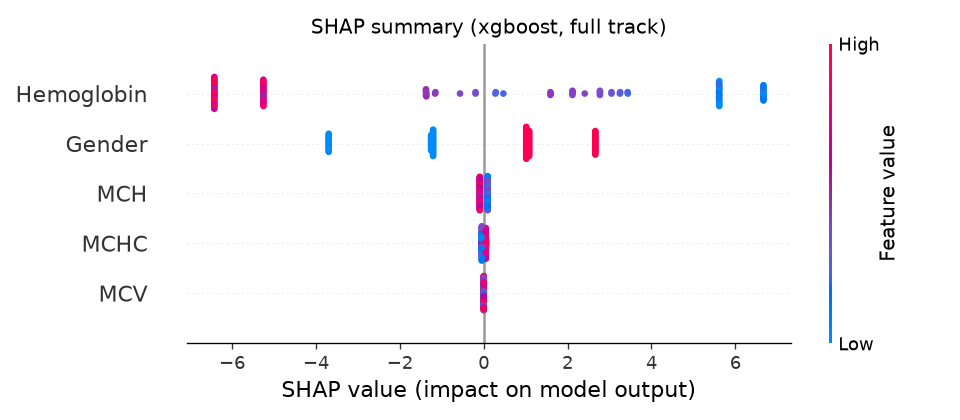 SHAP summary (xgboost, full track)
High
Hemoglobin
Gender
MCH
MCHC
MCV
Feature value
Low
−6 −4 −2 0 2 4 6
SHAP value (impact on model output)